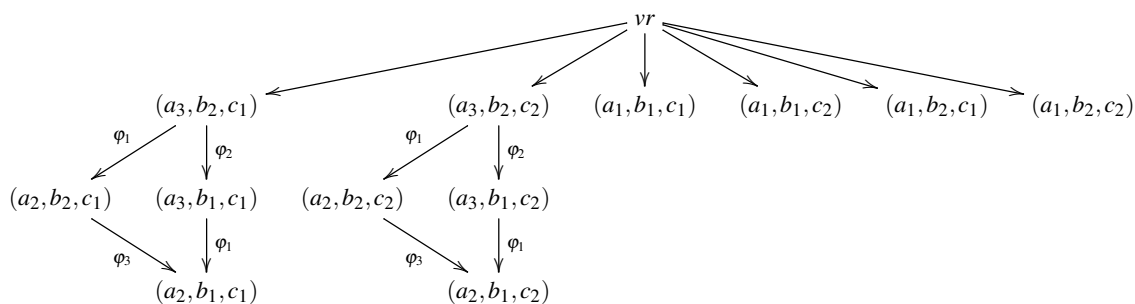 vr
(a₃,b₂,c₁) (a₃,b₂,c₂) (a₁,b₁,c₁) (a₁,b₁,c₂) (a₁,b₂,c₁) (a₁,b₂,c₂)
φ₁ φ₂ φ₁ φ₂
(a₂,b₂,c₁) (a₃,b₁,c₁) (a₂,b₂,c₂) (a₃,b₁,c₂)
φ₃ φ₁ φ₃ φ₁
(a₂,b₁,c₁) (a₂,b₁,c₂)